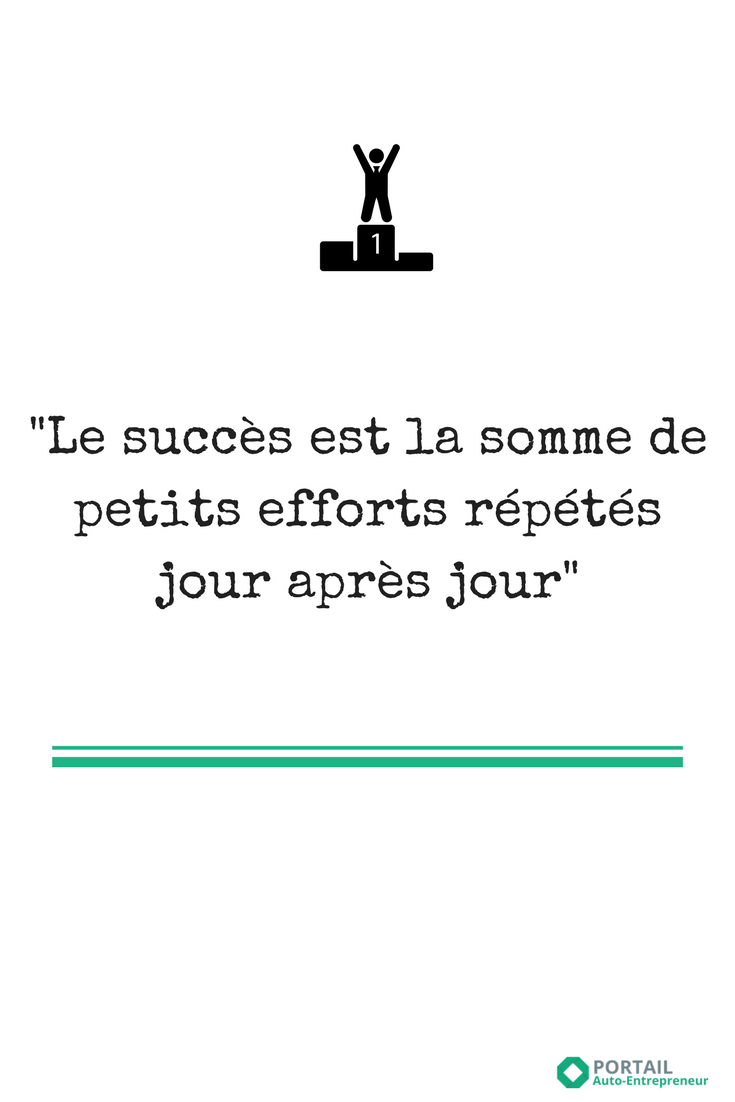 1
"Le succès est la somme de
petits efforts répétés
jour après jour"
PORTAIL
Auto-Entrepreneur